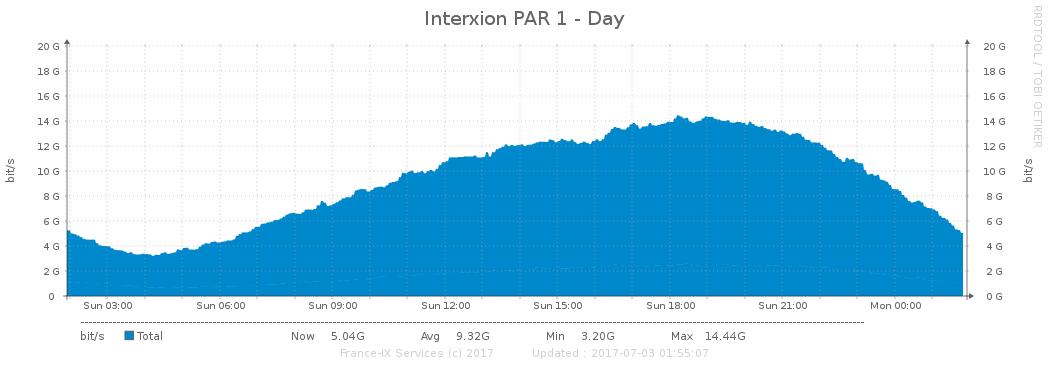 Interxion PAR 1 - Day
RRDTOOL / TOBI OETIKER
20 G 20 G
18 G 18 G
16 G 16 G
14 G 14 G
12 G 12 G
10 G 10 G
8 G 8 G
6 G 6 G
4 G 4 G
2 G 2 G
0 0 G
bit/s bit/s
Sun 03:00 Sun 06:00 Sun 09:00 Sun 12:00 Sun 15:00 Sun 18:00 Sun 21:00 Mon 00:00
bit/s Total Now 5.04G Avg 9.32G Min 3.20G Max 14.44G
France-IX Services (c) 2017 Updated : 2017-07-03 01:55:07